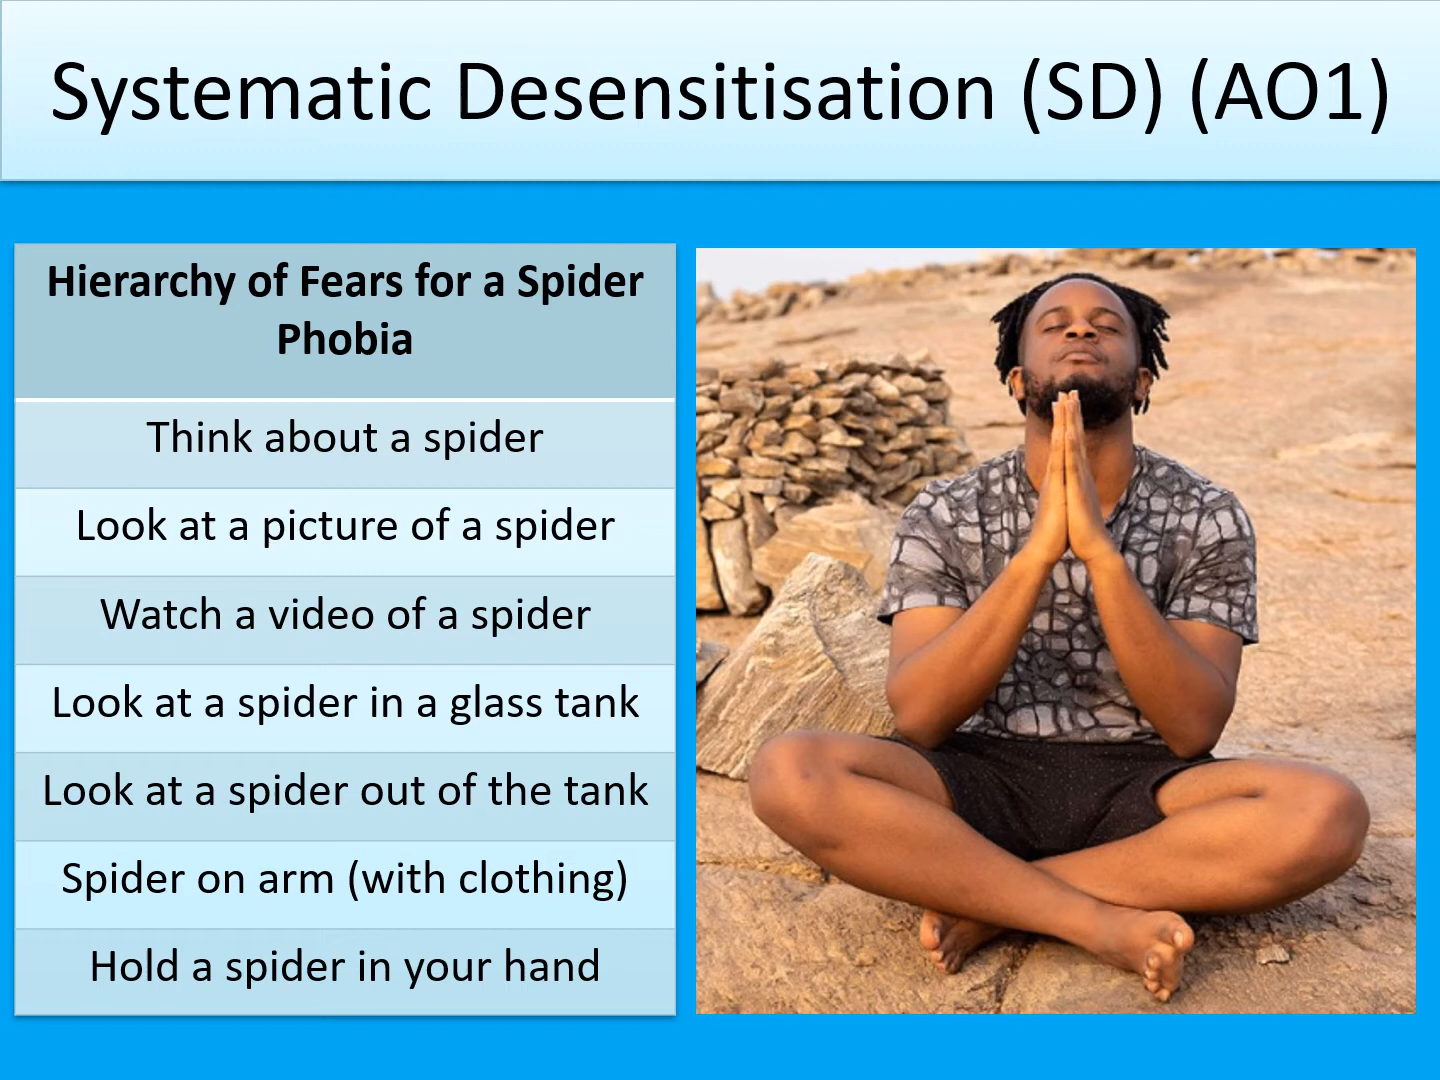 Systematic Desensitisation (SD) (AO1)
Hierarchy of Fears for a Spider
Phobia
Think about a spider
Look at a picture of a spider
Watch a video of a spider
Look at a spider in a glass tank
Look at a spider out of the tank
Spider on arm (with clothing)
Hold a spider in your hand